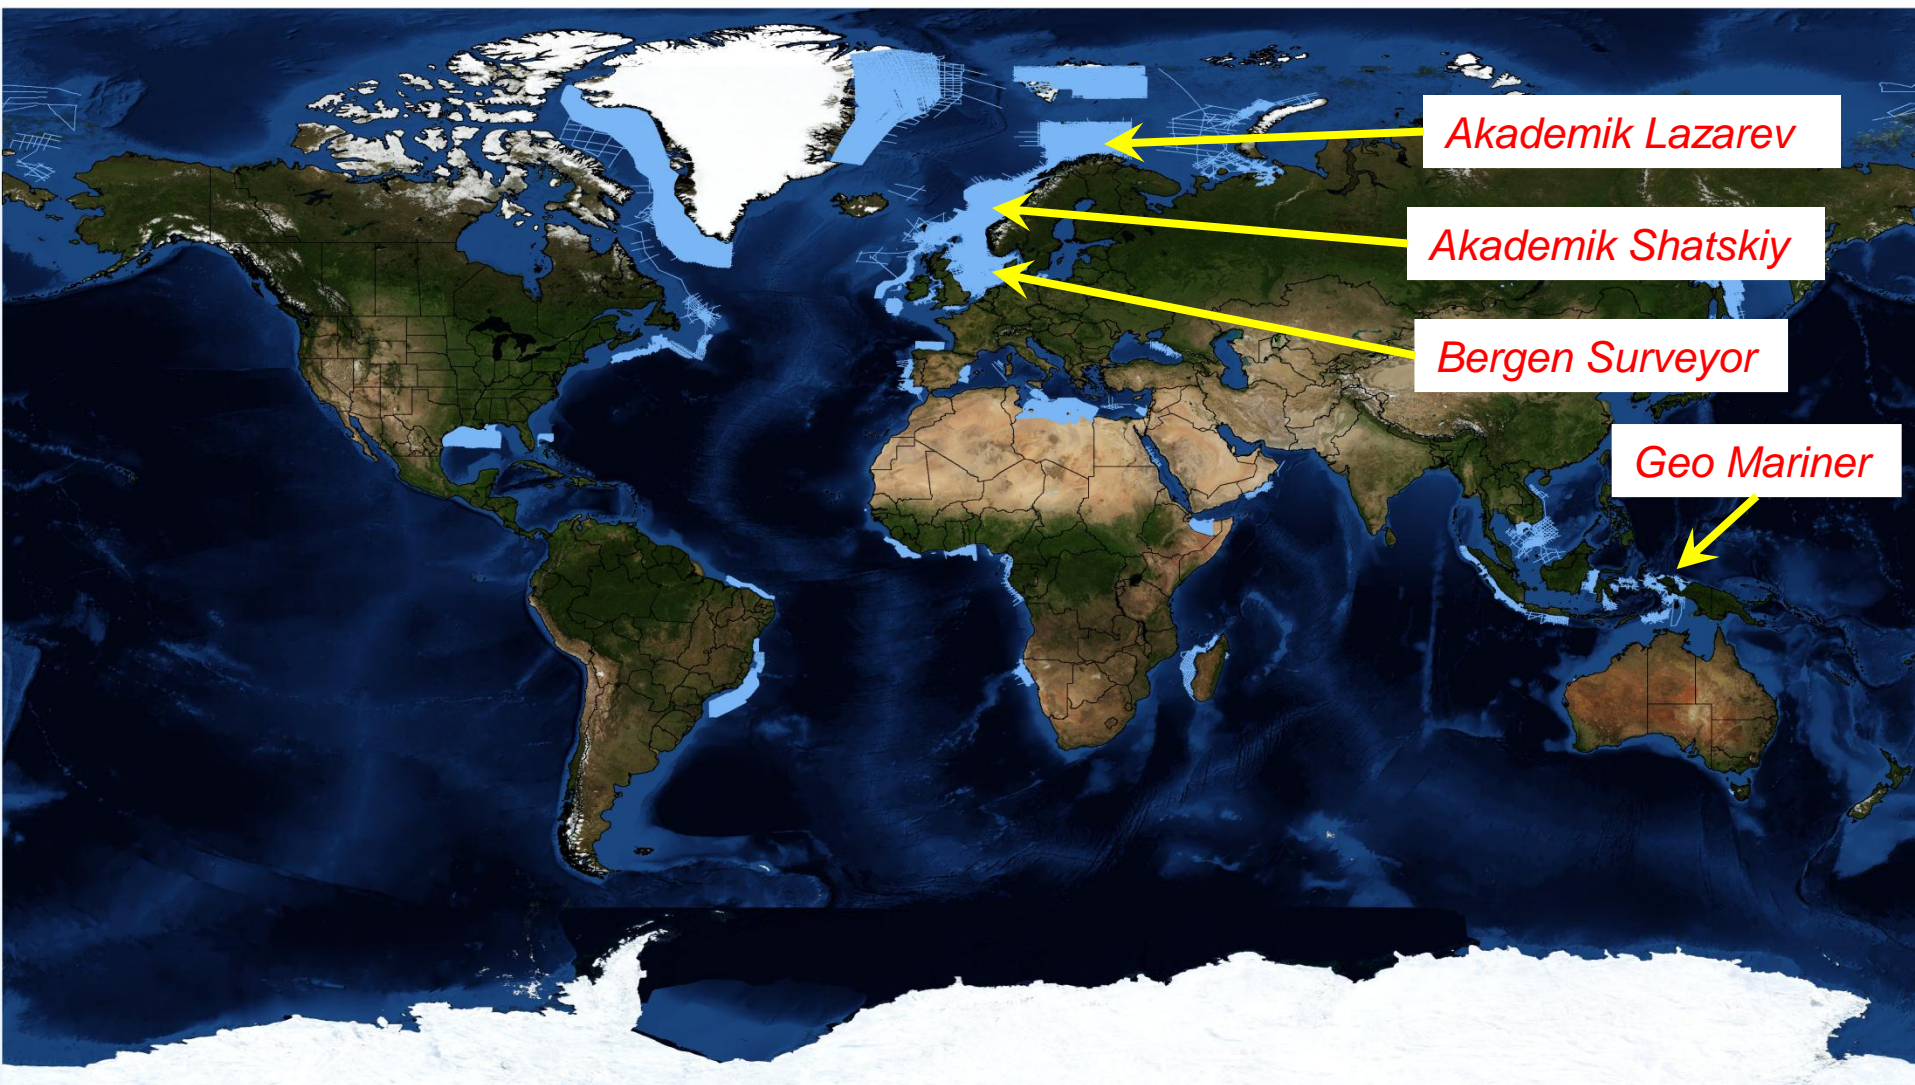 Akademik Lazarev
Akademik Shatskiy
Bergen Surveyor
Geo Mariner